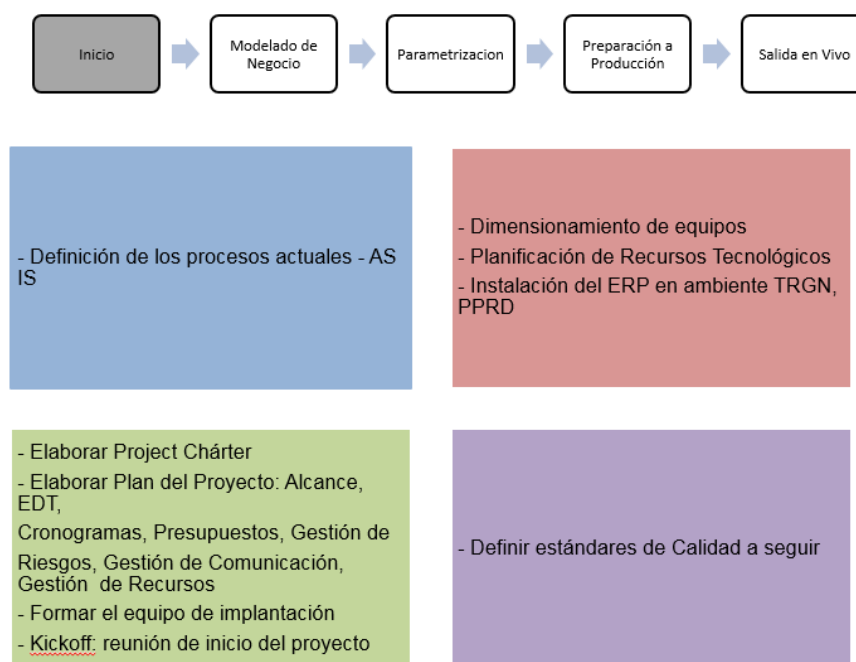 Inicio
Modelado de
Negocio
Parametrizacion
Preparación a
Producción
Salida en Vivo
- Definición de los procesos actuales - AS
IS
- Dimensionamiento de equipos
- Planificación de Recursos Tecnológicos
- Instalación del ERP en ambiente TRGN,
PPRD
- Elaborar Project Chárter
- Elaborar Plan del Proyecto: Alcance,
EDT,
Cronogramas, Presupuestos, Gestión de
Riesgos, Gestión de Comunicación,
Gestión de Recursos
- Formar el equipo de implantación
- Kickoff: reunión de inicio del proyecto
- Definir estándares de Calidad a seguir